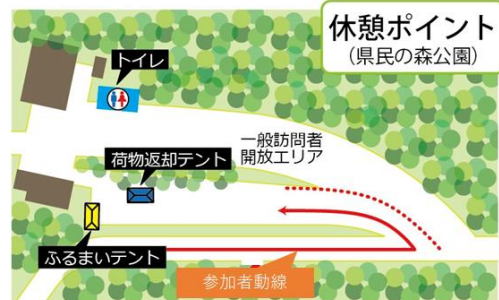 休憩ポイント
（県民の森公園）
トイレ
一般訪問者
開放エリア
荷物返却テント
ふるまいテント
参加者動線